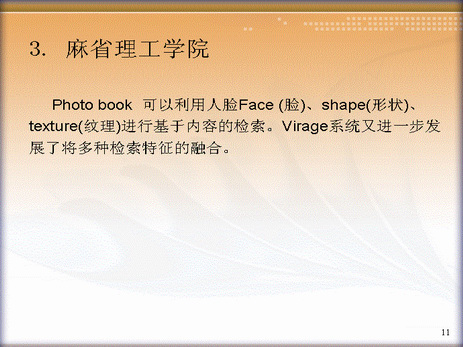 3. 麻省理工学院
Photo book 可以利用人脸Face (脸)、shape(形状)、
texture(纹理)进行基于内容的检索。Virage系统又进一步发
展了将多种检索特征的融合。
11